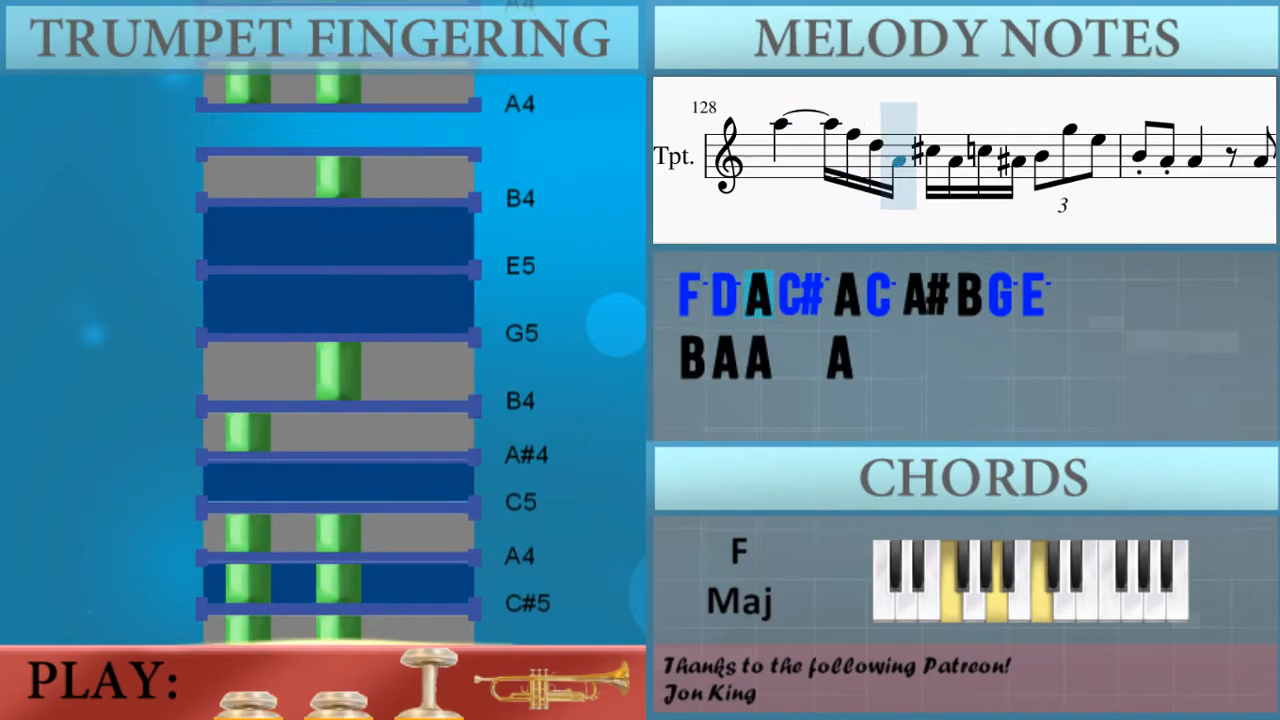 TRUMPET FINGERING
A4
A4
B4
E5
G5
B4
A#4
C5
A4
C#5
PLAY:
MELODY NOTES
128
Tpt.
3
F D A C# A C A# B G E
B A A A
CHORDS
F
Maj
Thanks to the following Patreon!
Jon King